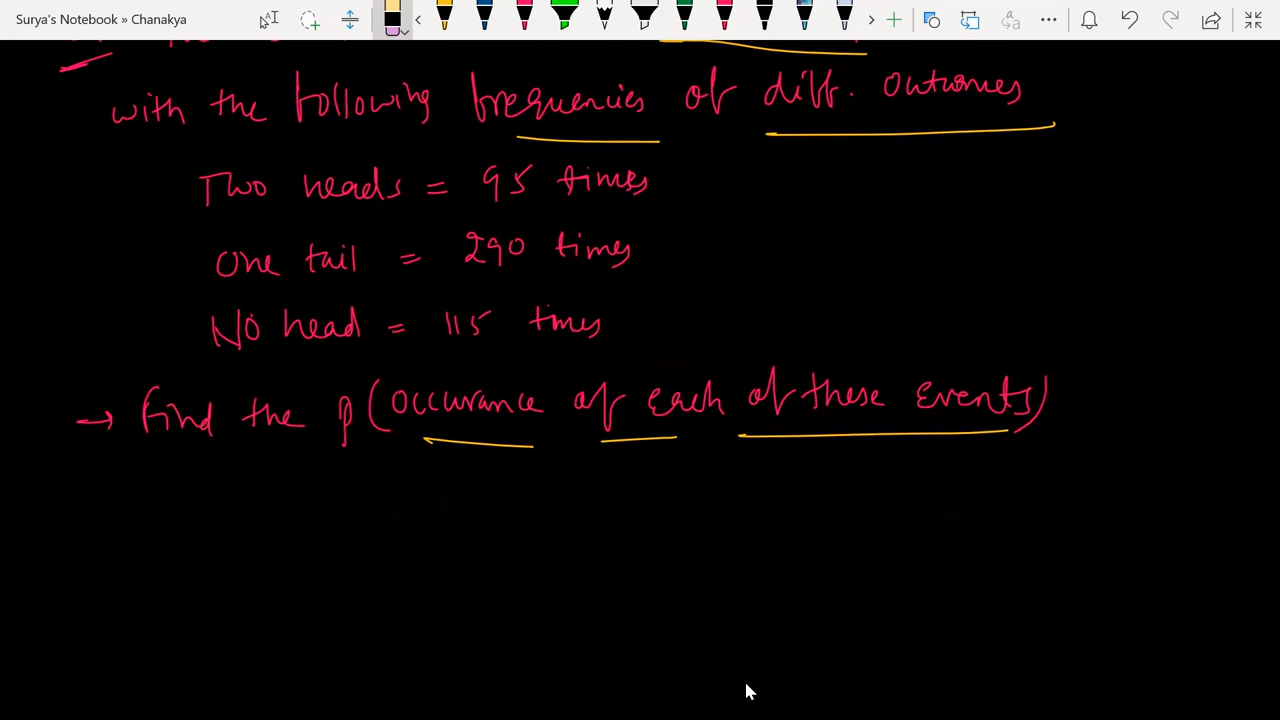 Surya's Notebook » Chanakya
with the following frequencies of diff. outcomes
Two heads = 95 times
One tail = 290 times
No head = 115 times
→ Find the P(occurance of each of these events)